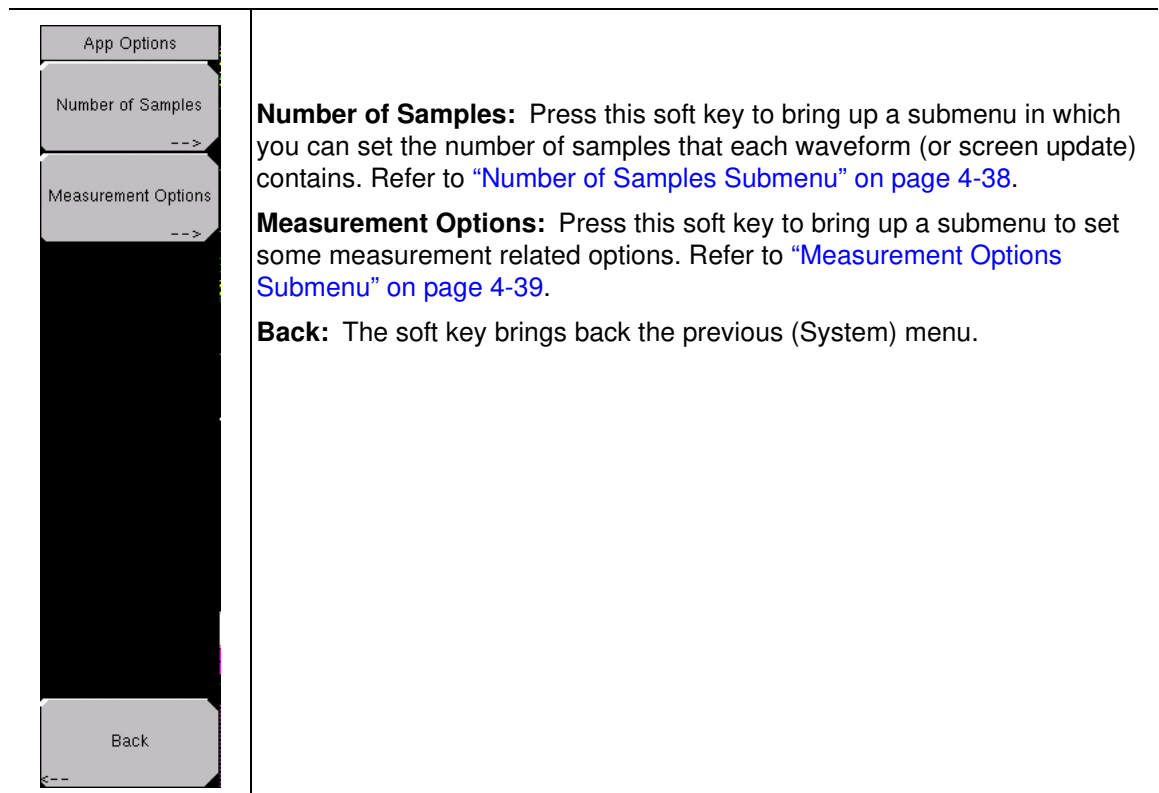 App Options
Number of Samples
-->
Measurement Options
-->
Back
<--
Number of Samples: Press this soft key to bring up a submenu in which
you can set the number of samples that each waveform (or screen update)
contains. Refer to “Number of Samples Submenu” on page 4-38.
Measurement Options: Press this soft key to bring up a submenu to set
some measurement related options. Refer to “Measurement Options
Submenu” on page 4-39.
Back: The soft key brings back the previous (System) menu.